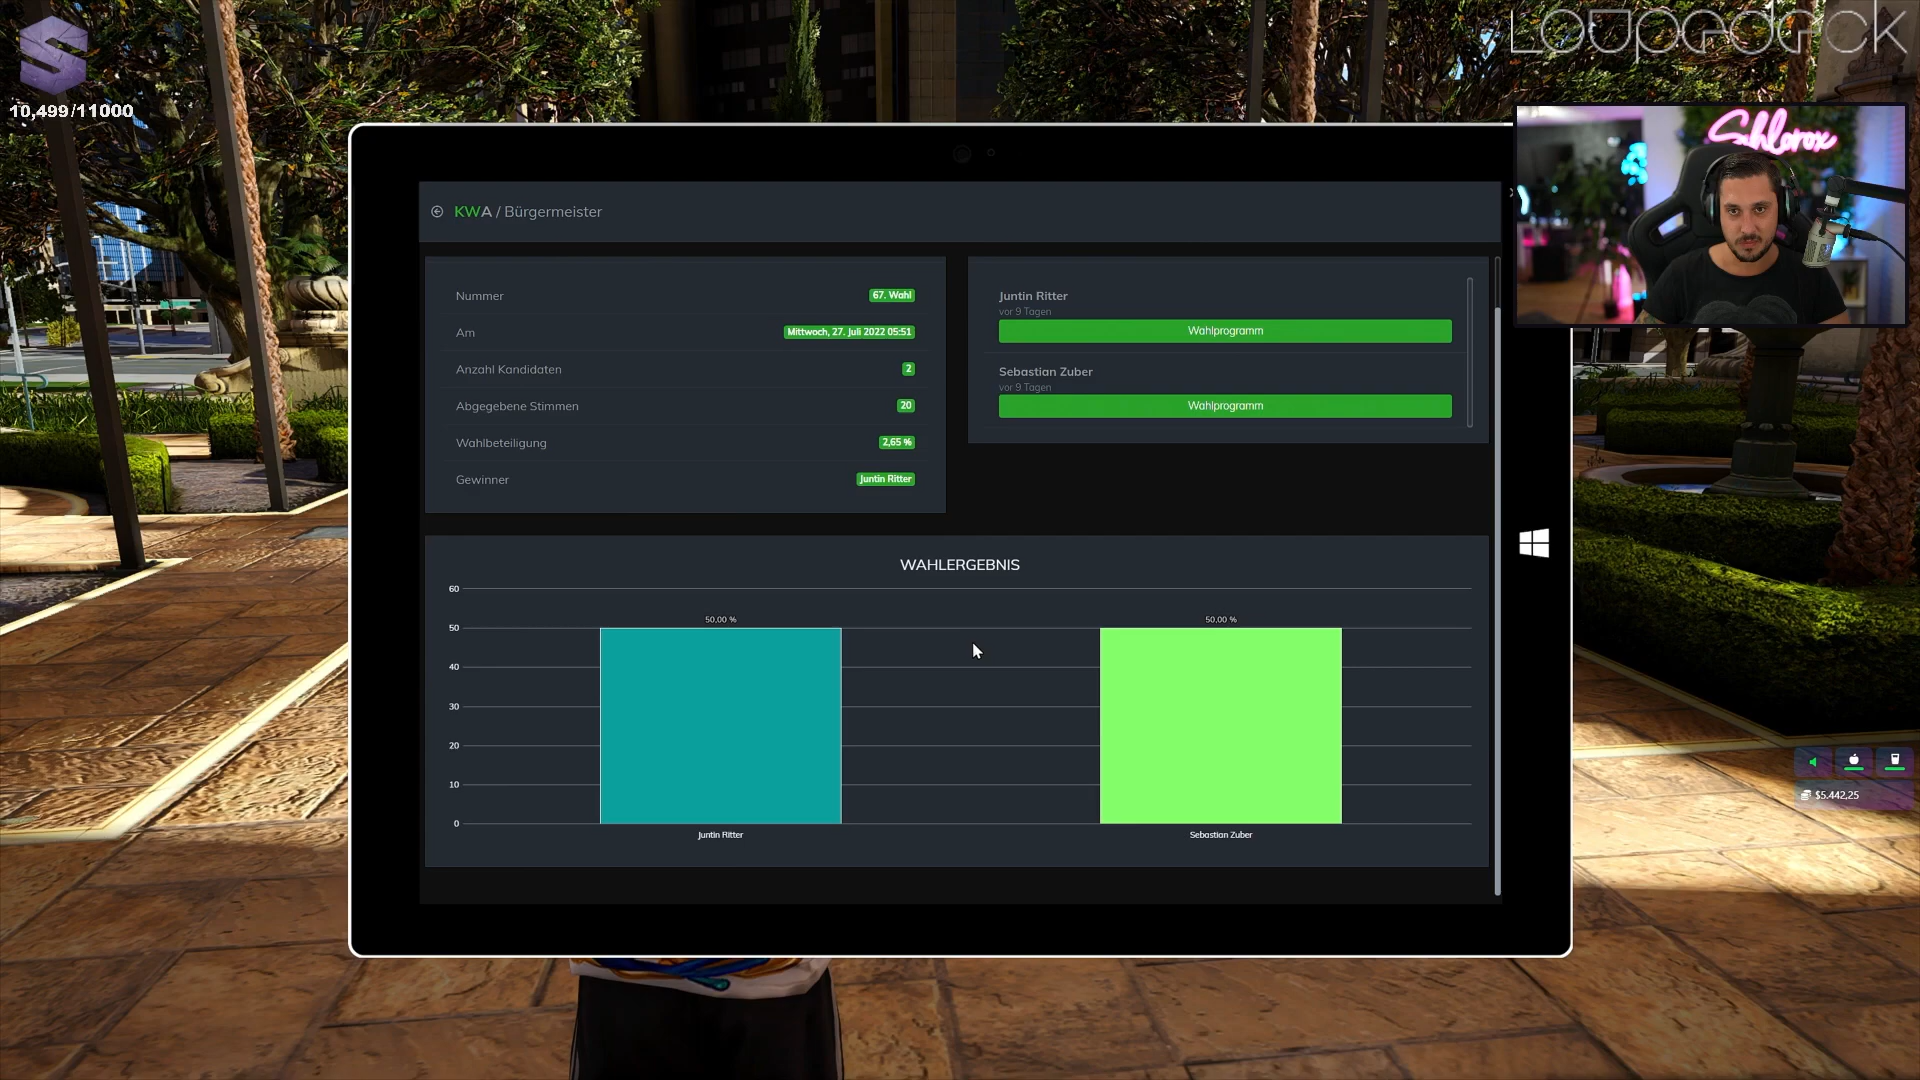 Loupedeck
10,499/11000
Schlorox
KWA / Bürgermeister
Nummer
67. Wahl
Am
Mittwoch, 27. Juli 2022 05:51
Anzahl Kandidaten
2
Abgegebene Stimmen
20
Wahlbeteiligung
2,65 %
Gewinner
Juntin Ritter
Juntin Ritter
vor 9 Tagen
Wahlprogramm
Sebastian Zuber
vor 9 Tagen
Wahlprogramm
WAHLERGEBNIS
60
50
40
30
20
10
0
50,00 %
50,00 %
Juntin Ritter
Sebastian Zuber
$5.442,25